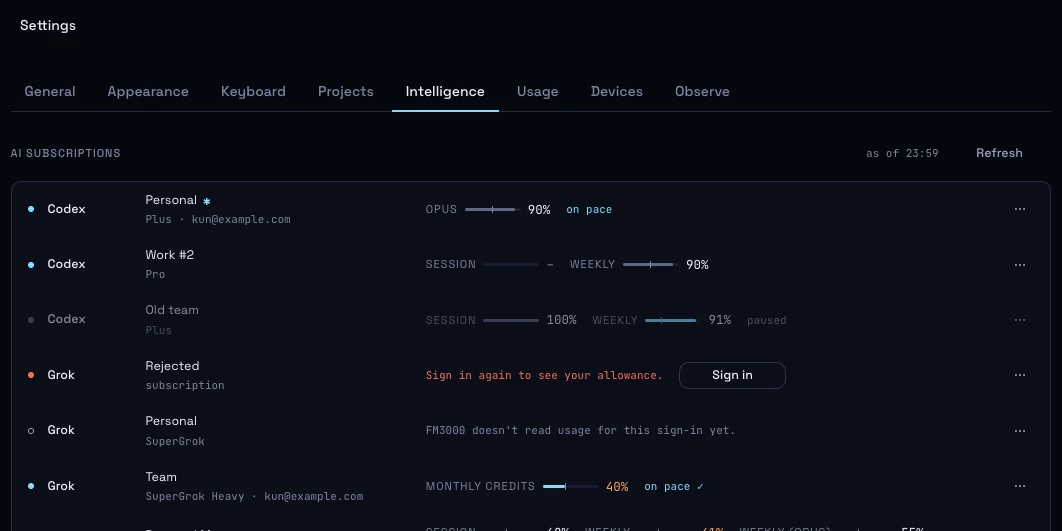 Settings
General Appearance Keyboard Projects Intelligence Usage Devices Observe
AI SUBSCRIPTIONS as of 23:59 Refresh
Codex Personal * OPUS 90% on pace ···
Plus · kun@example.com
Codex Work #2 SESSION – WEEKLY 90% ···
Pro
Codex Old team SESSION 100% WEEKLY 91% paused ···
Plus
Grok Rejected Sign in again to see your allowance. Sign in ···
subscription
Grok Personal FM3000 doesn't read usage for this sign-in yet. ···
SuperGrok
Grok Team MONTHLY CREDITS 40% on pace ✓ ···
SuperGrok Heavy · kun@example.com
SESSION WEEKLY WEEKLY (OPUS)